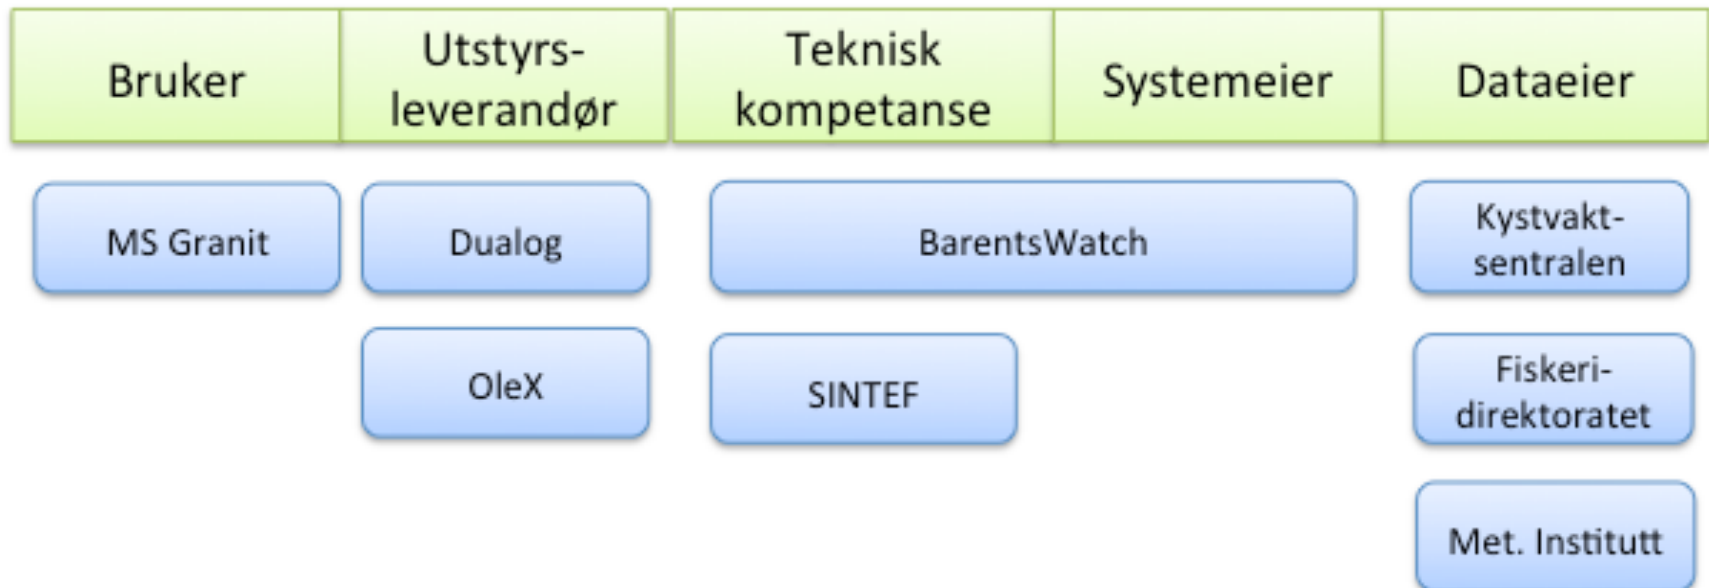 Bruker
Utstyrs-
leverandør
Teknisk
kompetanse
Systemeier
Dataeier
MS Granit
Dualog
BarentsWatch
Kystvakt-
sentralen
OleX
SINTEF
Fiskeri-
direktoratet
Met. Institutt